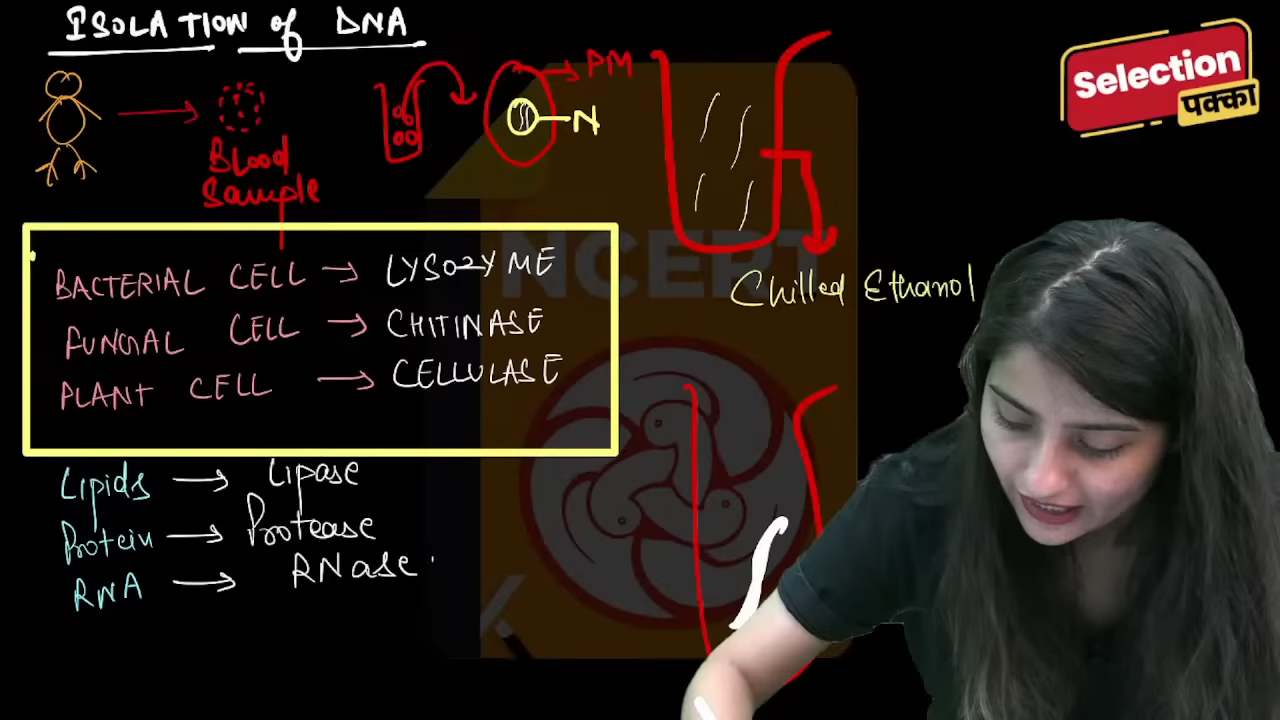 ISOLATION of DNA
Blood
Sample
PM
N
Selection
पक्का
BACTERIAL CELL → LYSOZYME
FUNGAL CELL → CHITINASE
PLANT CELL → CELLULASE
Chilled Ethanol
NCERT
Lipids → Lipase
Protein → Protease
RNA → RNase